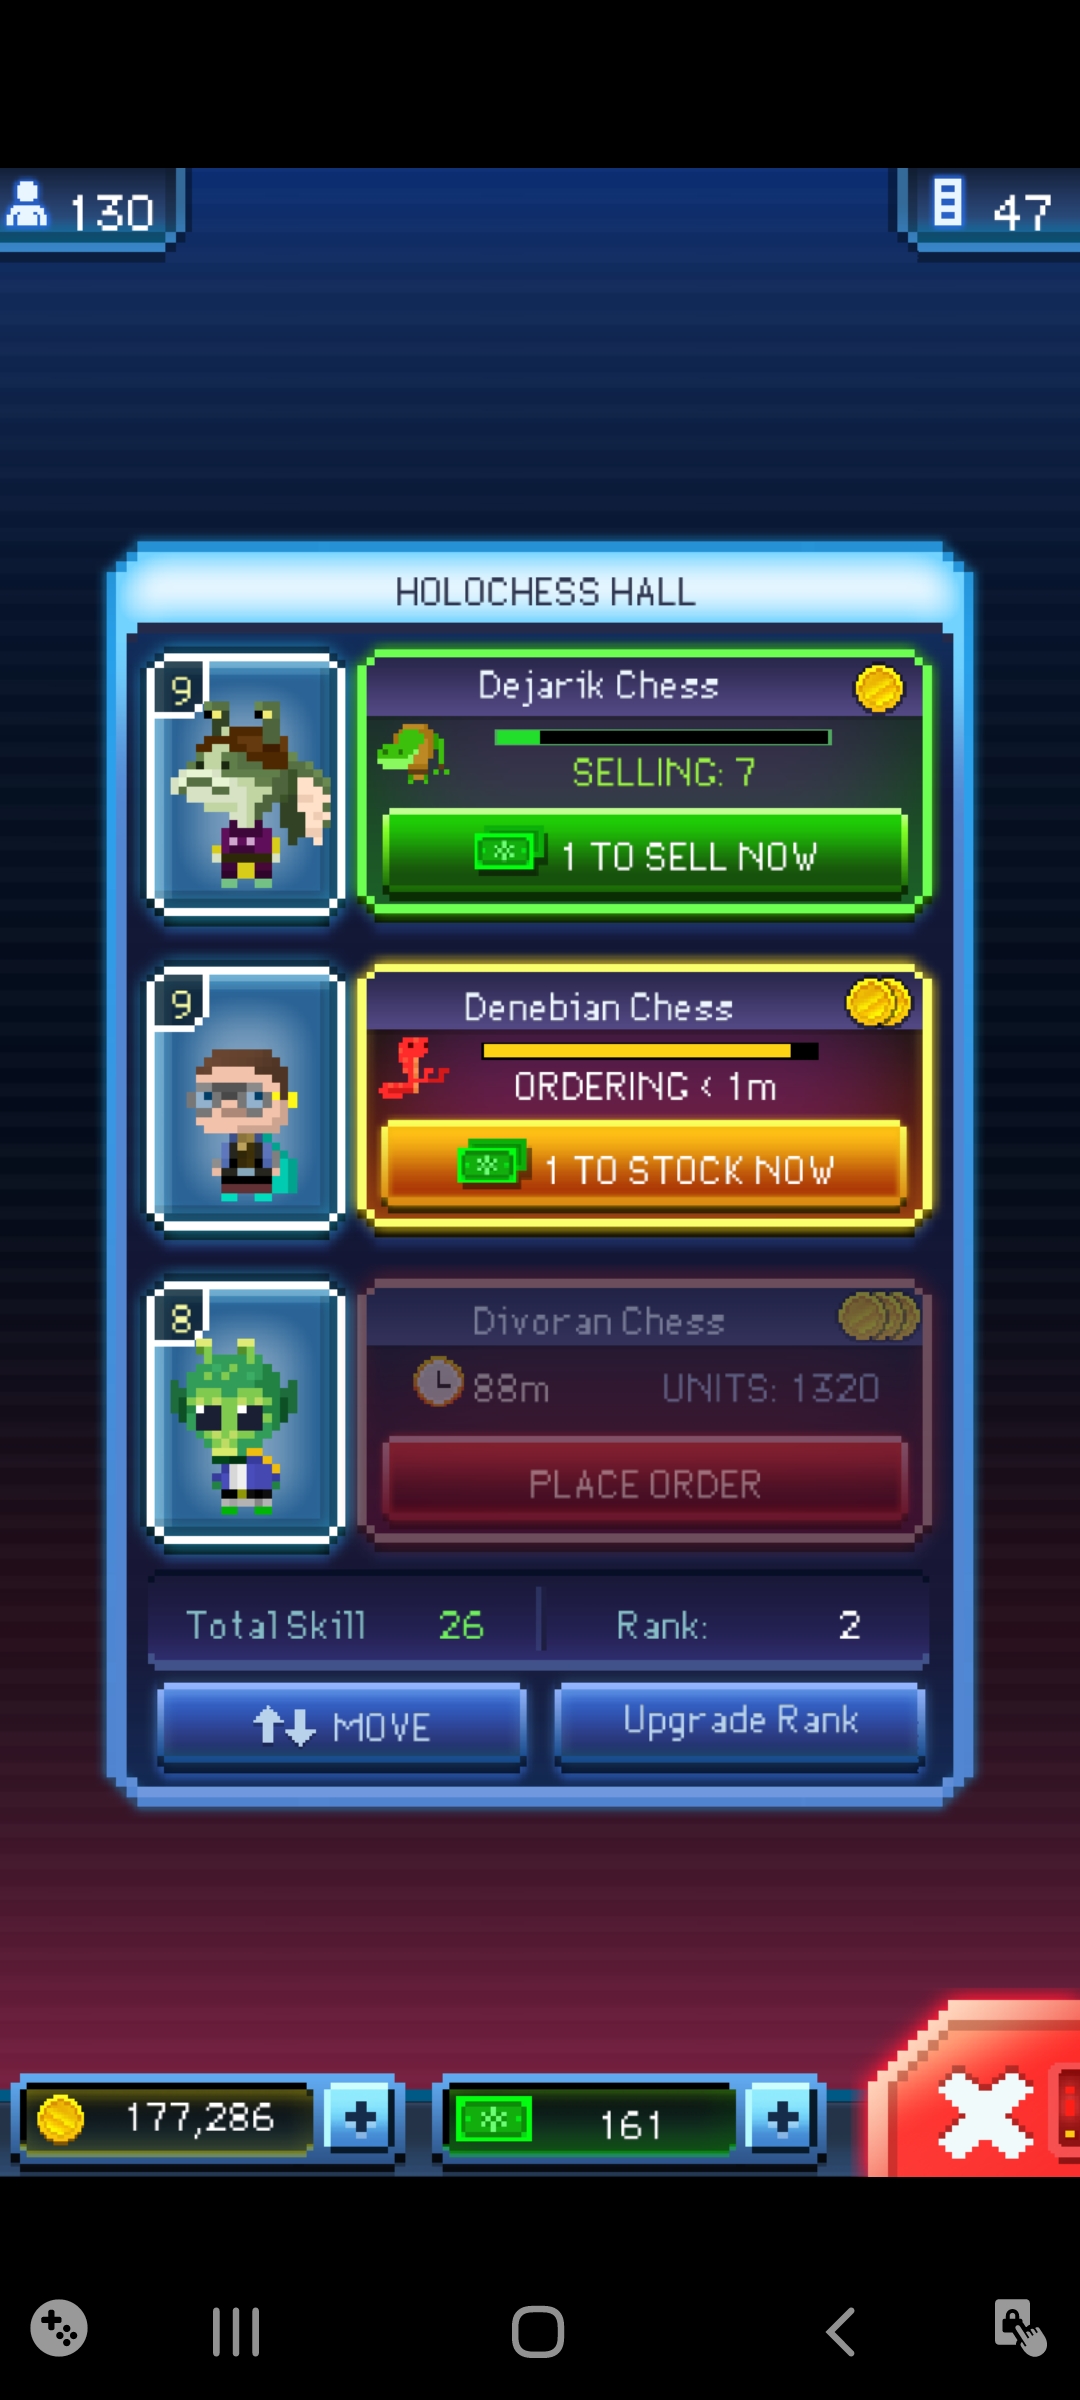 130
47
HOLOCHESS HALL
9
Dejarik Chess
SELLING: 7
1 TO SELL NOW
9
Denebian Chess
ORDERING < 1m
1 TO STOCK NOW
8
Divoran Chess
88m UNITS: 1320
PLACE ORDER
Total Skill 26 Rank: 2
MOVE Upgrade Rank
177,286 161